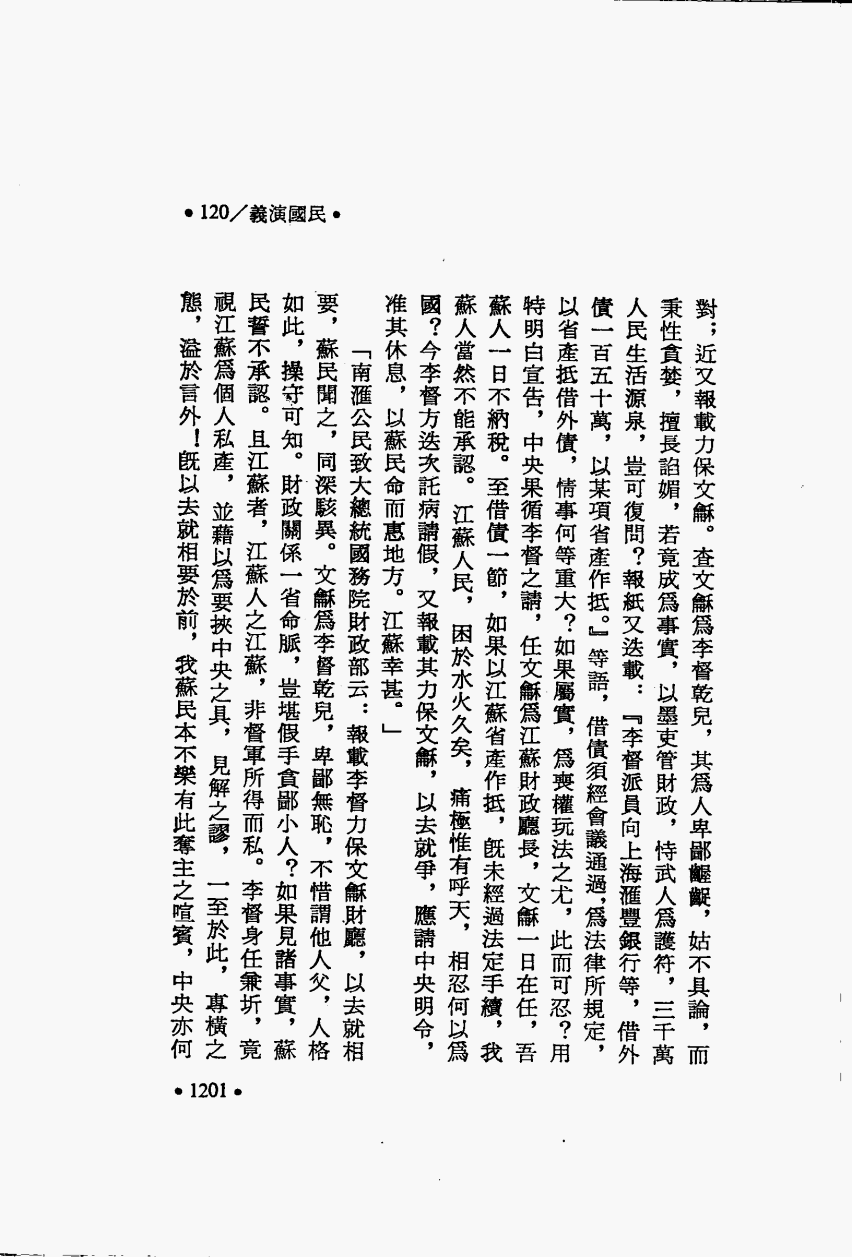 •120／義演國民•
對；近又報載力保文龢。查文龢爲李督乾兒，其爲人卑鄙齷齪，姑不具論，而
秉性貪婪，擅長諂媚，若竟成爲事實，以墨吏管財政，恃武人爲護符，三千萬
人民生活源泉，豈可復問？報紙又迭載：『李督派員向上海滙豐銀行等，借外
債一百五十萬，以某項省產作抵。』等語，借債須經會議通過，爲法律所規定，
以省產抵借外債，情事何等重大？如果屬實，爲喪權玩法之尤，此而可忍？用
特明白宣告，中央果循李督之請，任文龢爲江蘇財政廳長，文龢一日在任，吾
蘇人一日不納稅。至借債一節，如果以江蘇省產作抵，旣未經過法定手續，我
蘇人當然不能承認。江蘇人民，困於水火久矣，痛極惟有呼天，相忍何以爲
國？今李督方迭次託病請假，又報載其力保文龢，以去就爭，應請中央明令，
准其休息，以蘇民命而惠地方。江蘇幸甚。」
「南滙公民致大總統國務院財政部云：報載李督力保文龢財廳，以去就相
要，蘇民聞之，同深駭異。文龢爲李督乾兒，卑鄙無恥，不惜謂他人父，人格
如此，操守可知。財政關係一省命脈，豈堪假手貪鄙小人？如果見諸事實，蘇
民誓不承認。且江蘇者，江蘇人之江蘇，非督軍所得而私。李督身任兼圻，竟
視江蘇爲個人私產，並藉以爲要挾中央之具，見解之謬，一至於此，專橫之
態，溢於言外！旣以去就相要於前，我蘇民本不樂有此奪主之喧賓，中央亦何
•1201•